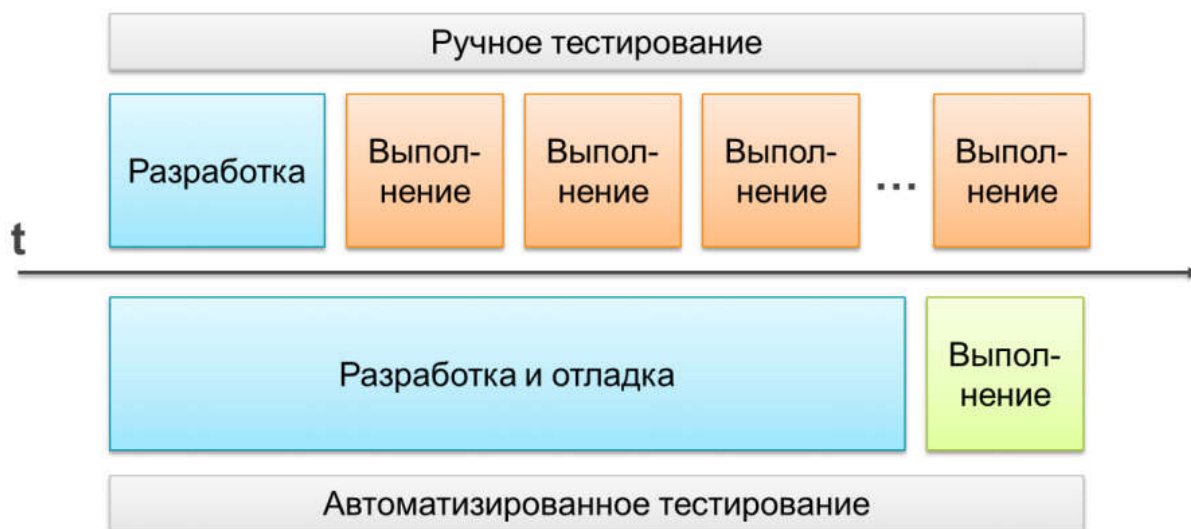 Ручное тестирование
Разработка
Выпол-
нение
Выпол-
нение
Выпол-
нение
...
Выпол-
нение
t
Разработка и отладка
Выпол-
нение
Автоматизированное тестирование